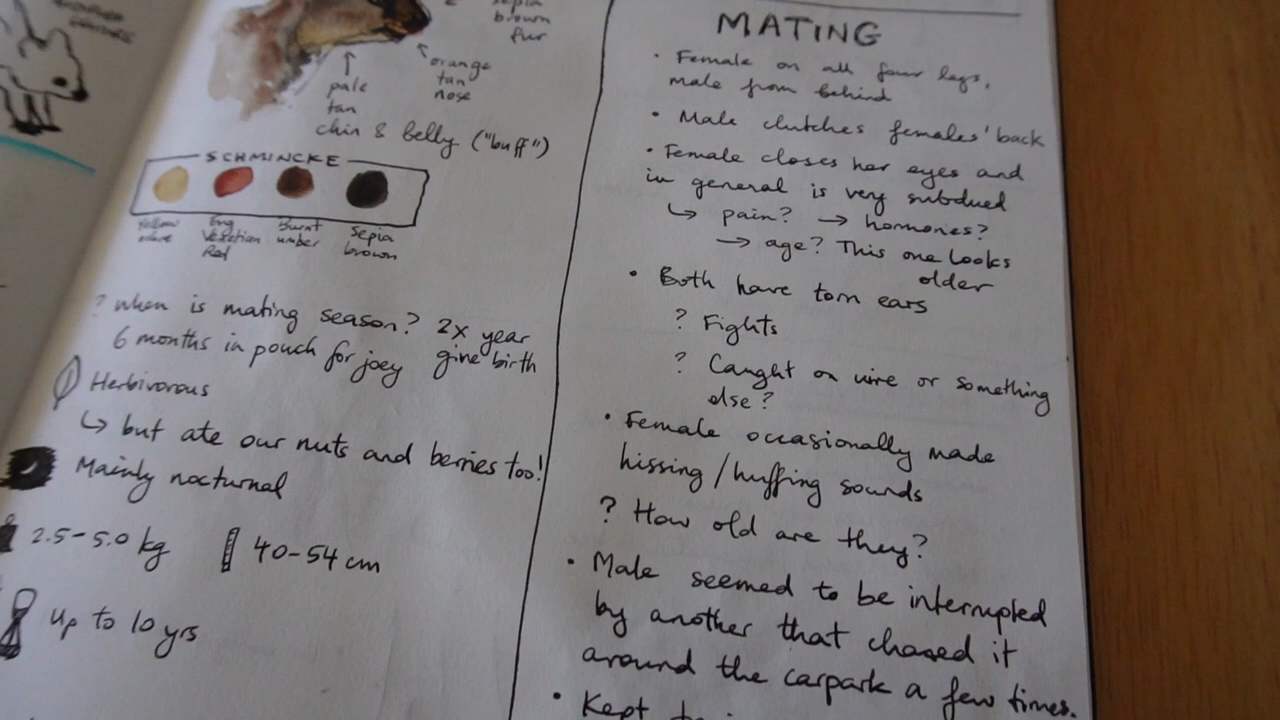 sepia
brown
fur
orange
tan
nose
pale
tan
chin & belly ("buff")
SCHMINCKE
Yellow
Eng
Venetian
Red
Burnt
umber
Sepia
brown
? when is mating season? 2x year
give birth
6 months in pouch for joey
Herbivorous
↳ but ate our nuts and berries too!
Mainly nocturnal
2.5-5.0 kg
40-54 cm
Up to 10 yrs
MATING
• Female on all four legs,
male from behind
• Male clutches females' back
• Female closes her eyes and
in general is very subdued
↳ pain? → hormones?
→ age? This one looks
older
• Both have torn ears
? Fights
? Caught on wire or something
else?
• Female occasionally made
hissing/huffing sounds
? How old are they?
• Male seemed to be interrupted
by another that chased it
around the carpark a few times.
• Kept